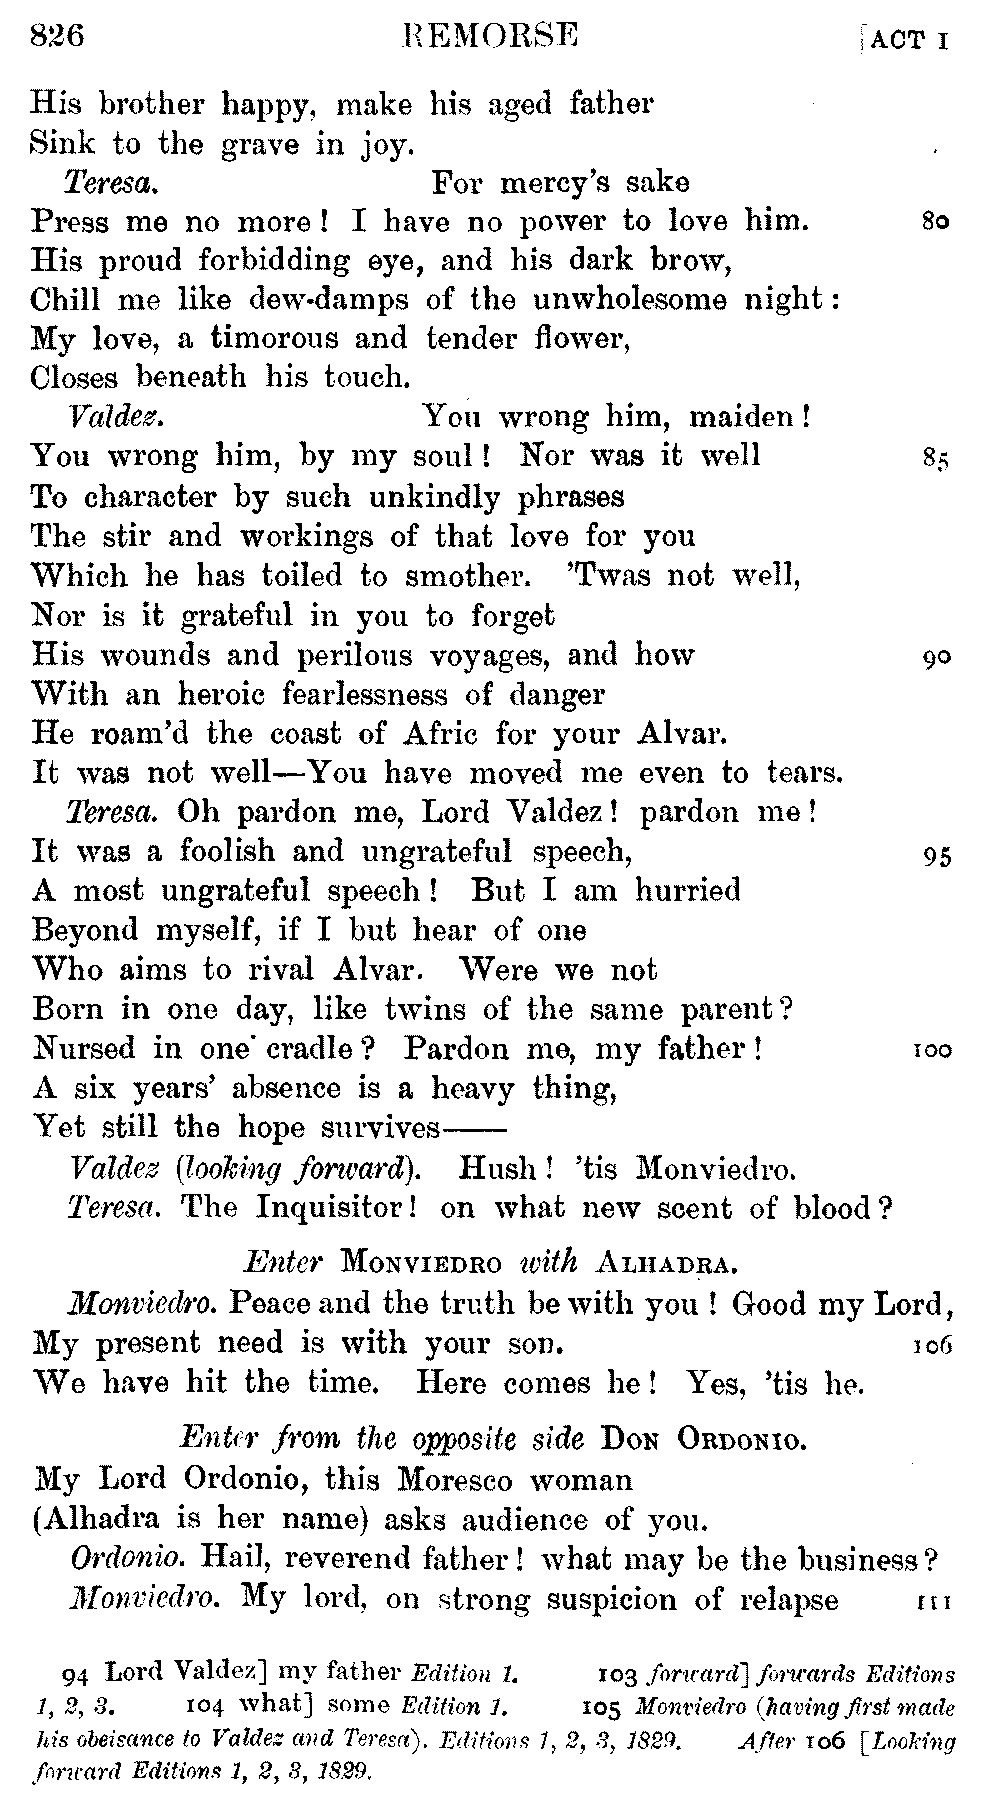 826 REMORSE [ACT I
His brother happy, make his aged father
Sink to the grave in joy.
Teresa. For mercy's sake
Press me no more! I have no power to love him. 80
His proud forbidding eye, and his dark brow,
Chill me like dew-damps of the unwholesome night:
My love, a timorous and tender flower,
Closes beneath his touch.
Valdez. You wrong him, maiden!
You wrong him, by my soul! Nor was it well 85
To character by such unkindly phrases
The stir and workings of that love for you
Which he has toiled to smother. 'Twas not well,
Nor is it grateful in you to forget
His wounds and perilous voyages, and how 90
With an heroic fearlessness of danger
He roam'd the coast of Afric for your Alvar.
It was not well—You have moved me even to tears.
Teresa. Oh pardon me, Lord Valdez! pardon me!
It was a foolish and ungrateful speech, 95
A most ungrateful speech! But I am hurried
Beyond myself, if I but hear of one
Who aims to rival Alvar. Were we not
Born in one day, like twins of the same parent?
Nursed in one cradle? Pardon me, my father! 100
A six years' absence is a heavy thing,
Yet still the hope survives——
Valdez (looking forward). Hush! 'tis Monviedro.
Teresa. The Inquisitor! on what new scent of blood?
Enter MONVIEDRO with ALHADRA.
Monviedro. Peace and the truth be with you! Good my Lord,
My present need is with your son. 106
We have hit the time. Here comes he! Yes, 'tis he.
Enter from the opposite side DON ORDONIO.
My Lord Ordonio, this Moresco woman
(Alhadra is her name) asks audience of you.
Ordonio. Hail, reverend father! what may be the business?
Monviedro. My lord, on strong suspicion of relapse 111
94 Lord Valdez] my father Edition 1. 103 forward] forwards Editions
1, 2, 3. 104 what] some Edition 1. 105 Monviedro (having first made
his obeisance to Valdez and Teresa). Editions 1, 2, 3, 1829. After 106 [Looking
forward Editions 1, 2, 3, 1829.